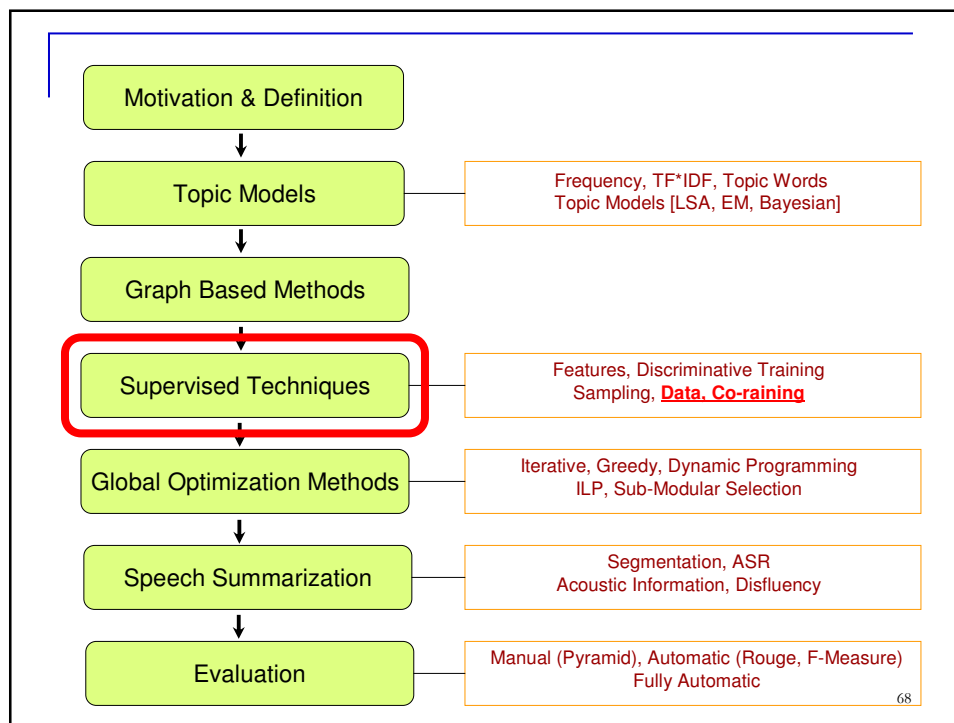 Motivation & Definition
Topic Models
Frequency, TF*IDF, Topic Words
Topic Models [LSA, EM, Bayesian]
Graph Based Methods
Supervised Techniques
Features, Discriminative Training
Sampling, Data, Co-raining
Global Optimization Methods
Iterative, Greedy, Dynamic Programming
ILP, Sub-Modular Selection
Speech Summarization
Segmentation, ASR
Acoustic Information, Disfluency
Evaluation
Manual (Pyramid), Automatic (Rouge, F-Measure)
Fully Automatic
68